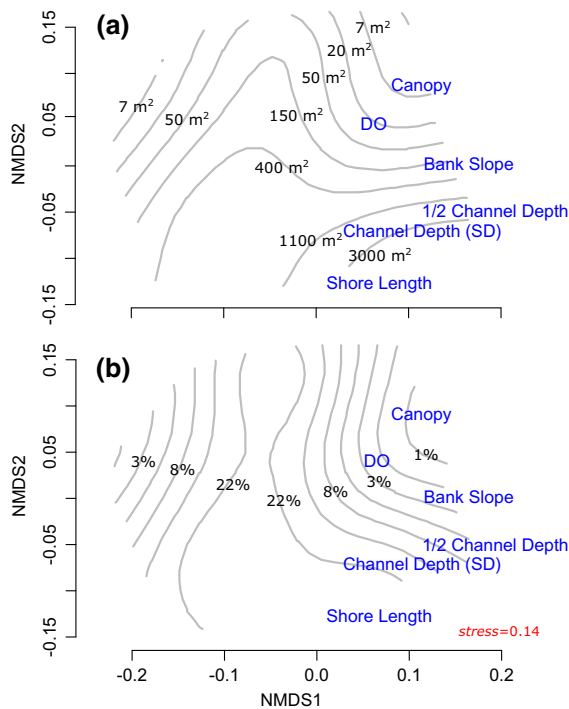 (a)
NMDS2
0.15
0.05
-0.05
-0.15
7 m²
50 m²
7 m²
20 m²
50 m²
150 m²
400 m²
1100 m²
3000 m²
Canopy
DO
Bank Slope
1/2 Channel Depth
Channel Depth (SD)
Shore Length
(b)
NMDS2
0.15
0.05
-0.05
-0.15
3%
8%
22%
22%
8%
3%
1%
Canopy
DO
Bank Slope
1/2 Channel Depth
Channel Depth (SD)
Shore Length
stress=0.14
-0.2
-0.1
0.0
0.1
0.2
NMDS1